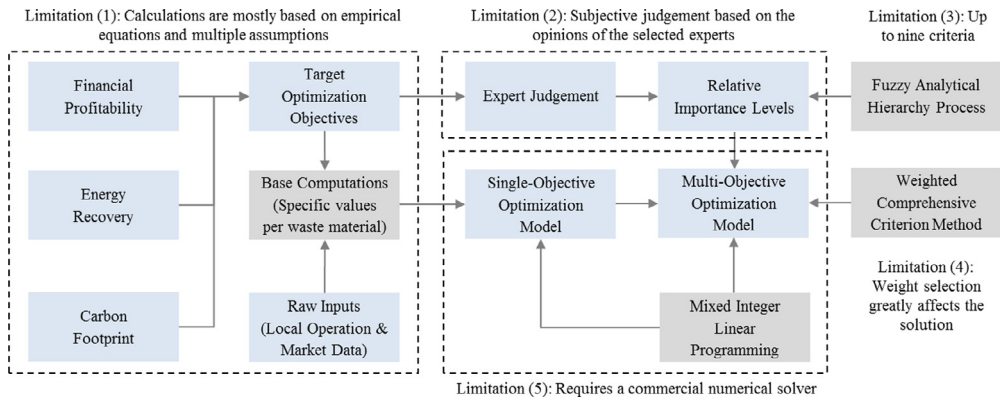 Limitation (1): Calculations are mostly based on empirical
equations and multiple assumptions
Limitation (2): Subjective judgement based on the
opinions of the selected experts
Limitation (3): Up
to nine criteria
Financial
Profitability
Target
Optimization
Objectives
Expert Judgement
Relative
Importance Levels
Fuzzy Analytical
Hierarchy Process
Energy
Recovery
Base Computations
(Specific values
per waste material)
Single-Objective
Optimization
Model
Multi-Objective
Optimization
Model
Weighted
Comprehensive
Criterion Method
Carbon
Footprint
Raw Inputs
(Local Operation &
Market Data)
Mixed Integer
Linear
Programming
Limitation (4):
Weight selection
greatly affects the
solution
Limitation (5): Requires a commercial numerical solver